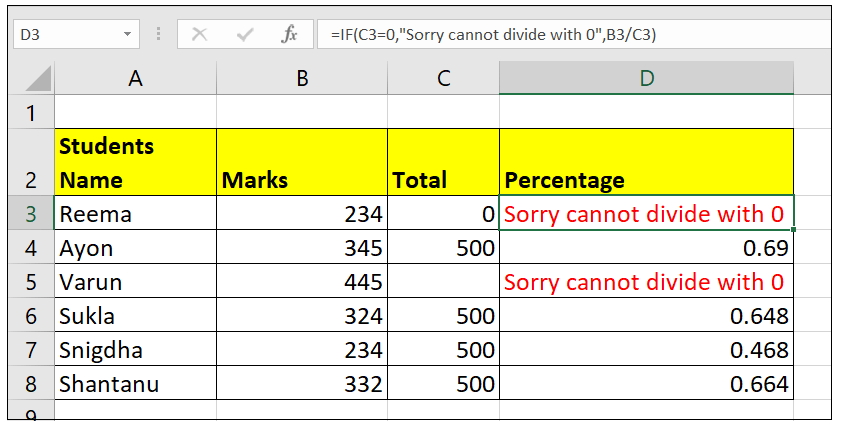 D3 fx =IF(C3=0,"Sorry cannot divide with 0",B3/C3)
A B C D
1
Students
2 Name Marks Total Percentage
3 Reema 234 0 Sorry cannot divide with 0
4 Ayon 345 500 0.69
5 Varun 445 Sorry cannot divide with 0
6 Sukla 324 500 0.648
7 Snigdha 234 500 0.468
8 Shantanu 332 500 0.664
9